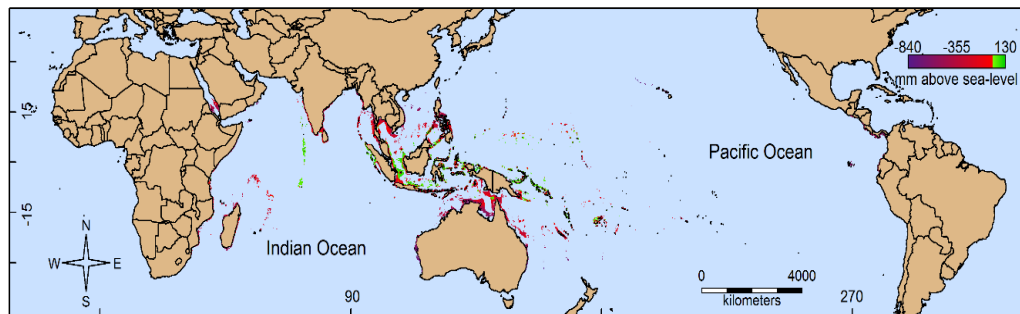 -840 -355 130
mm above sea-level
15
Pacific Ocean
-15
Indian Ocean
N
W E
S
0 4000
kilometers
90 270